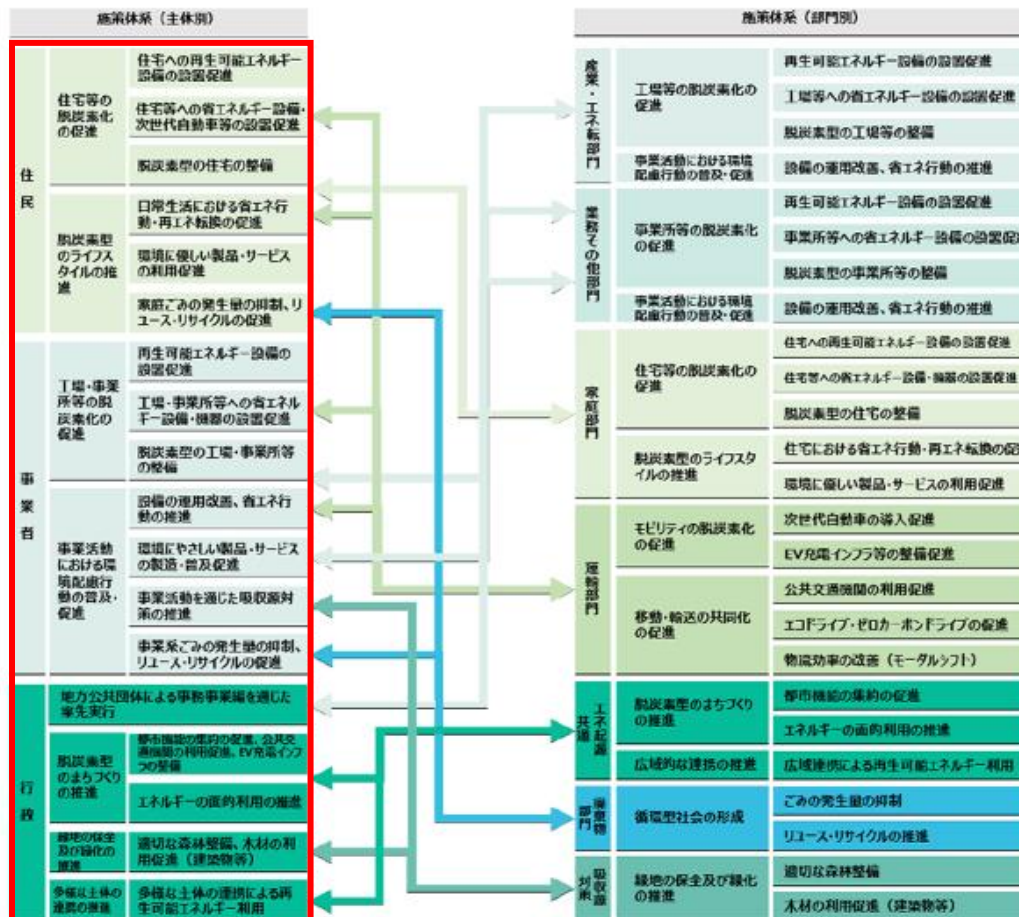 施策体系（主体別）
住民
住宅等の
脱炭素化
の促進
住宅への再生可能エネルギー
設備の設置促進
住宅等への省エネルギー設備・
次世代自動車等の設置促進
脱炭素型の住宅の整備
脱炭素型
のライフス
タイルの推
進
日常生活における省エネ行
動・再エネ転換の促進
環境に優しい製品・サービス
の利用促進
家庭ごみの発生量の抑制、リ
ユース・リサイクルの促進
事業者
工場・事業
所等の脱
炭素化の
促進
再生可能エネルギー設備の
設置促進
工場・事業所等への省エネル
ギー設備・機器の設置促進
脱炭素型の工場・事業所等
の整備
事業活動
における環
境配慮行
動の普及・
促進
設備の運用改善、省エネ行
動の推進
環境にやさしい製品・サービス
の製造・普及促進
事業活動を通じた吸収源対
策の推進
事業系ごみの発生量の抑制、
リユース・リサイクルの促進
行政
地方公共団体による事務事業編を通じた
率先実行
脱炭素型
のまちづくり
の推進
都市機能の集約の促進、公共交
通機関の利用促進、EV充電インフ
ラの整備
エネルギーの面的利用の推進
緑地の保全
及び緑化の
推進
適切な森林整備、木材の利
用促進（建築物等）
多様な主体の
連携の推進
多様な主体の連携による再
生可能エネルギー利用
施策体系（部門別）
産業・エネ転部門
工場等の脱炭素化の
促進
再生可能エネルギー設備の設置促進
工場等への省エネルギー設備の設置促進
脱炭素型の工場等の整備
事業活動における環境
配慮行動の普及・促進
設備の運用改善、省エネ行動の推進
業務その他部門
事業所等の脱炭素化
の促進
再生可能エネルギー設備の設置促進
事業所等への省エネルギー設備の設置促
脱炭素型の事業所等の整備
事業活動における環境
配慮行動の普及・促進
設備の運用改善、省エネ行動の推進
家庭部門
住宅等の脱炭素化の
促進
住宅への再生可能エネルギー設備の設置促進
住宅等への省エネルギー設備・機器の設置促進
脱炭素型の住宅の整備
脱炭素型のライフスタ
イルの推進
住宅における省エネ行動・再エネ転換の促
環境に優しい製品・サービスの利用促進
運輸部門
モビリティの脱炭素化
の促進
次世代自動車の導入促進
EV充電インフラ等の整備促進
移動・輸送の共同化
の促進
公共交通機関の利用促進
エコドライブ・ゼロカーボンドライブの促進
物流効率の改善（モーダルシフト）
エネ起源
共通
脱炭素型のまちづくり
の推進
都市機能の集約の促進
エネルギーの面的利用の推進
広域的な連携の推進
広域連携による再生可能エネルギー利用
廃棄物
部門
循環型社会の形成
ごみの発生量の抑制
リユース・リサイクルの推進
吸収源
対策
緑地の保全及び緑化
の推進
適切な森林整備
木材の利用促進（建築物等）